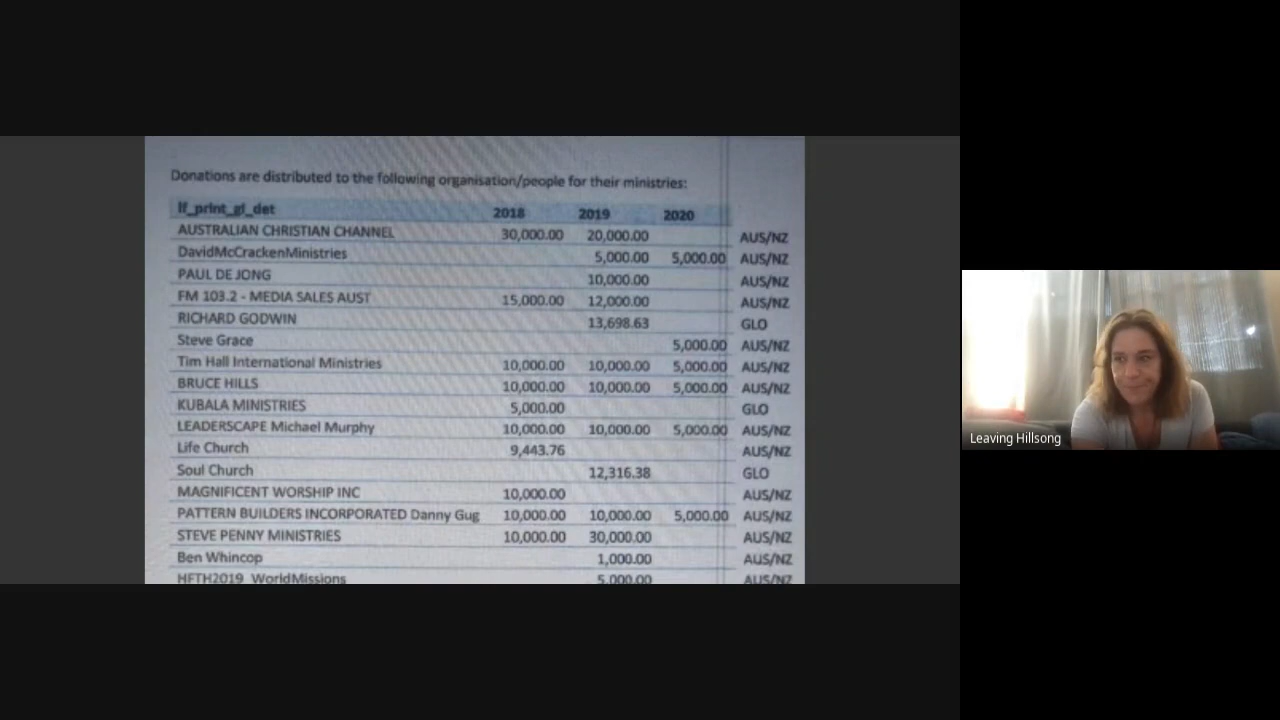 Donations are distributed to the following organisation/people for their ministries:
lf_print_gl_det 2018 2019 2020
AUSTRALIAN CHRISTIAN CHANNEL 30,000.00 20,000.00 AUS/NZ
DavidMcCrackenMinistries 5,000.00 5,000.00 AUS/NZ
PAUL DE JONG 10,000.00 AUS/NZ
FM 103.2 - MEDIA SALES AUST 15,000.00 12,000.00 AUS/NZ
RICHARD GODWIN 13,698.63 GLO
Steve Grace 5,000.00 AUS/NZ
Tim Hall International Ministries 10,000.00 10,000.00 5,000.00 AUS/NZ
BRUCE HILLS 10,000.00 10,000.00 5,000.00 AUS/NZ
KUBALA MINISTRIES 5,000.00 GLO
LEADERSCAPE Michael Murphy 10,000.00 10,000.00 5,000.00 AUS/NZ
Life Church 9,443.76 AUS/NZ
Soul Church 12,316.38 GLO
MAGNIFICENT WORSHIP INC 10,000.00 AUS/NZ
PATTERN BUILDERS INCORPORATED Danny Gug 10,000.00 10,000.00 5,000.00 AUS/NZ
STEVE PENNY MINISTRIES 10,000.00 30,000.00 AUS/NZ
Ben Whincop 1,000.00 AUS/NZ
HFTH2019_WorldMissions 5,000.00 AUS/NZ
Leaving Hillsong